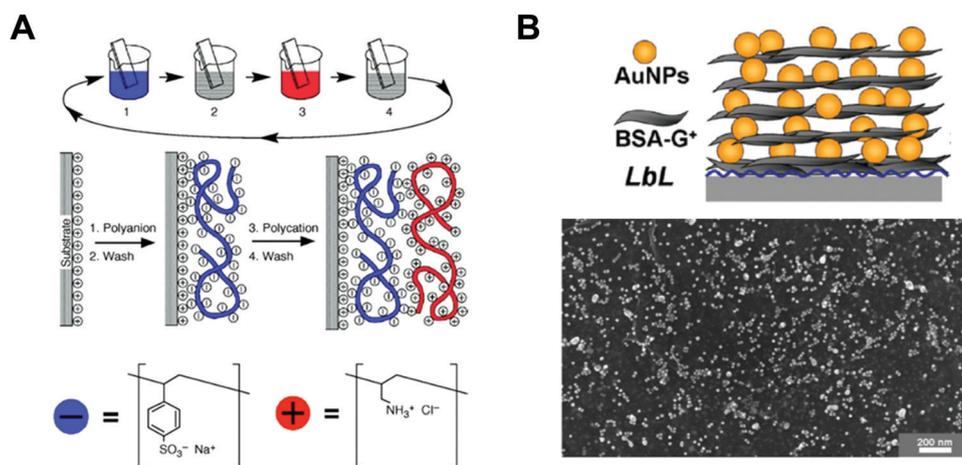 A
1
2
3
4
Substrate
1. Polyanion
2. Wash
3. Polycation
4. Wash
− =
SO₃⁻ Na⁺
+ =
NH₃⁺ Cl⁻
B
AuNPs
BSA-G⁺
LbL
200 nm